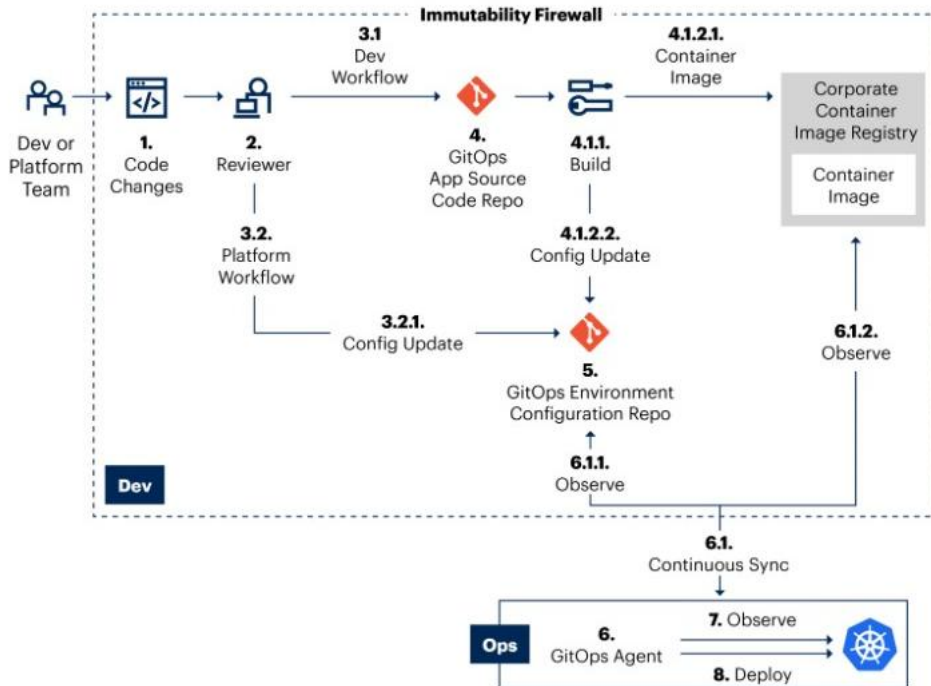 Immutability Firewall
3.1
Dev
Workflow
4.1.2.1.
Container
Image
Dev or
Platform
Team
1.
Code
Changes
2.
Reviewer
4.
GitOps
App Source
Code Repo
4.1.1.
Build
Corporate
Container
Image Registry
Container
Image
3.2.
Platform
Workflow
4.1.2.2.
Config Update
3.2.1.
Config Update
6.1.2.
Observe
5.
GitOps Environment
Configuration Repo
6.1.1.
Observe
Dev
6.1.
Continuous Sync
Ops
6.
GitOps Agent
7. Observe
8. Deploy